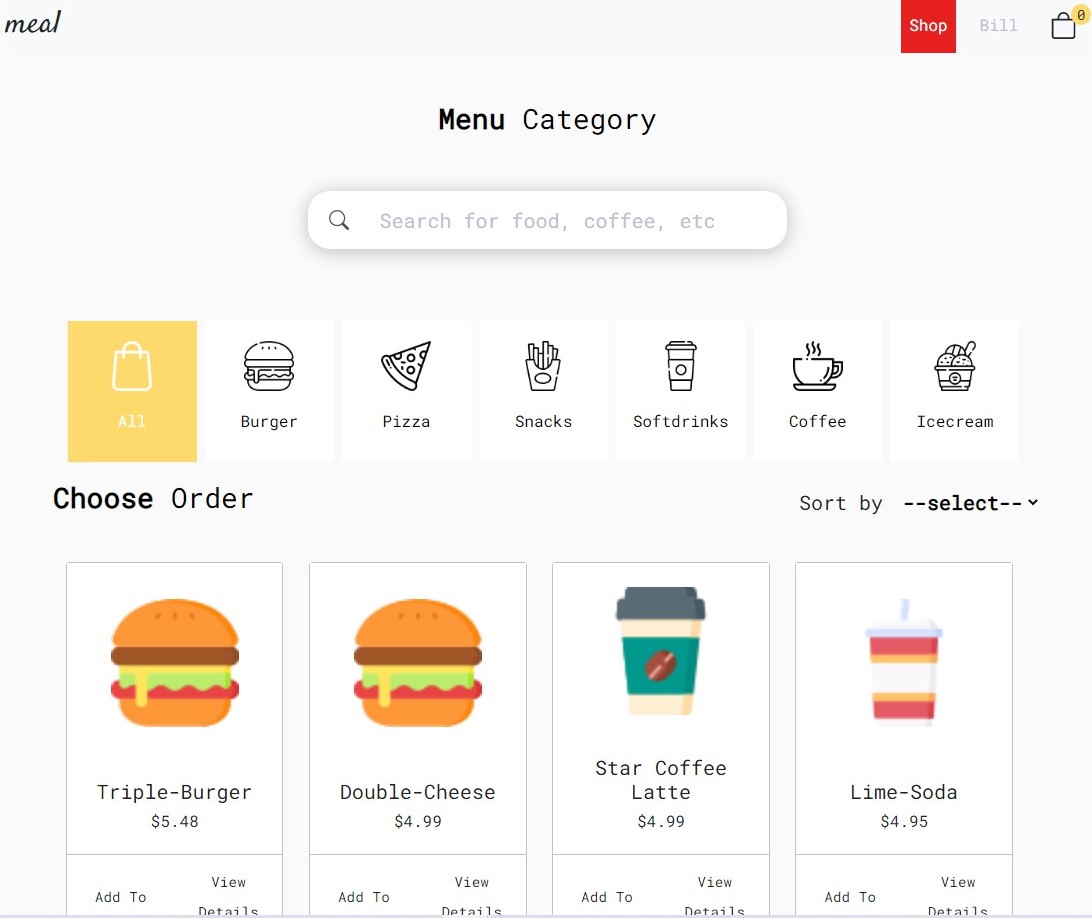 meal
Shop
Bill
0
Menu Category
Search for food, coffee, etc
All
Burger
Pizza
Snacks
Softdrinks
Coffee
Icecream
Choose Order
Sort by --select--
Triple-Burger
$5.48
Add To
View
Details
Double-Cheese
$4.99
Add To
View
Details
Star Coffee
Latte
$4.99
Add To
View
Details
Lime-Soda
$4.95
Add To
View
Details